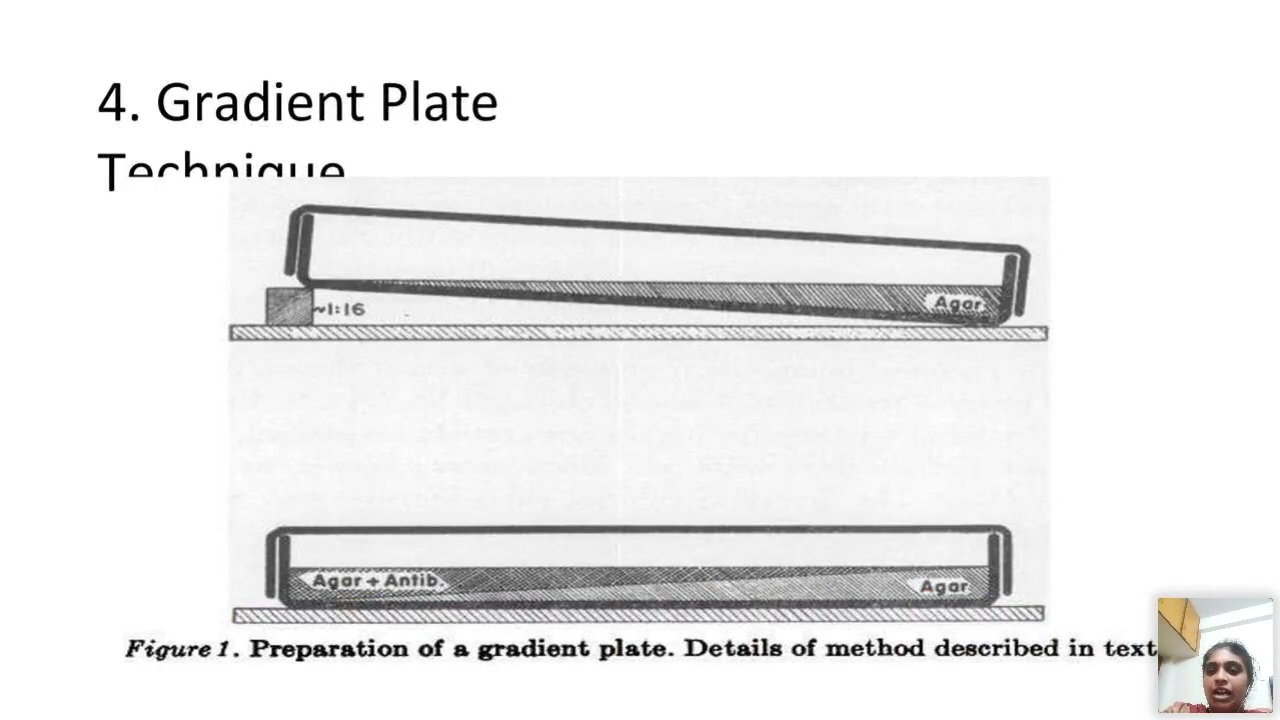 4. Gradient Plate
Technique
~1:16
Agar
Agar + Antib.
Agar
Figure 1. Preparation of a gradient plate. Details of method described in text